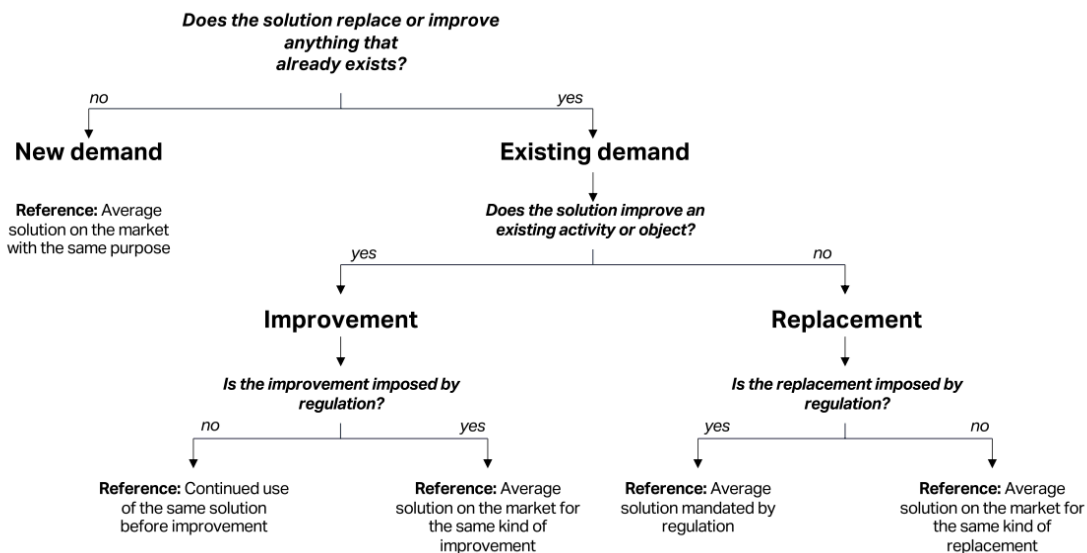 Does the solution replace or improve
anything that
already exists?
no
yes
New demand
Existing demand
Reference: Average
solution on the market
with the same purpose
Does the solution improve an
existing activity or object?
yes
no
Improvement
Replacement
Is the improvement imposed by
regulation?
Is the replacement imposed by
regulation?
no
yes
yes
no
Reference: Continued use
of the same solution
before improvement
Reference: Average
solution on the market for
the same kind of
improvement
Reference: Average
solution mandated by
regulation
Reference: Average
solution on the market for
the same kind of
replacement